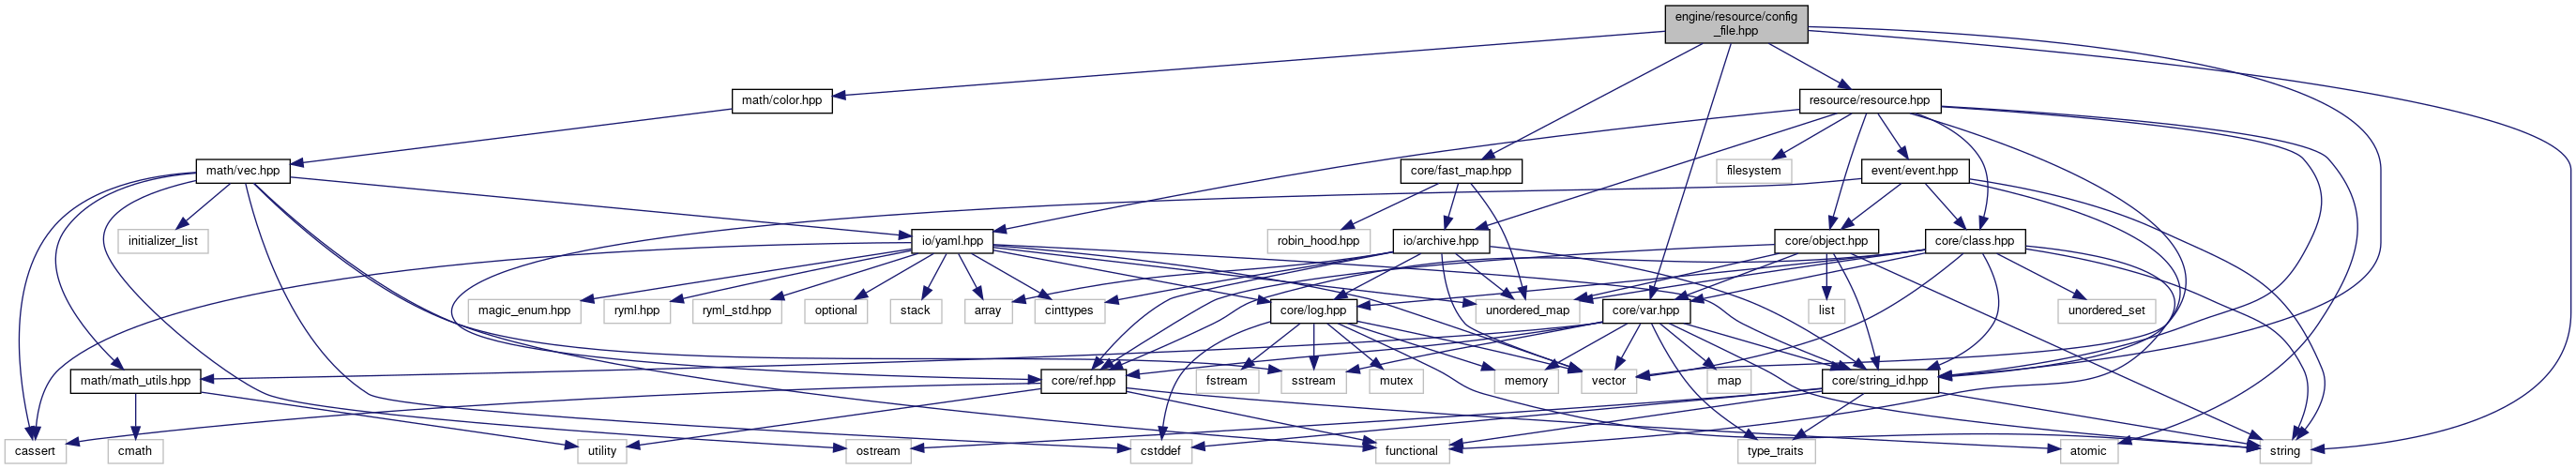 engine/resource/config
_file.hpp
math/color.hpp
resource/resource.hpp
math/vec.hpp
core/fast_map.hpp
filesystem
event/event.hpp
initializer_list
io/yaml.hpp
robin_hood.hpp
io/archive.hpp
core/object.hpp
core/class.hpp
magic_enum.hpp
ryml.hpp
ryml_std.hpp
optional
stack
array
cinttypes
core/log.hpp
unordered_map
core/var.hpp
list
unordered_set
math/math_utils.hpp
core/ref.hpp
fstream
sstream
mutex
memory
vector
map
core/string_id.hpp
cassert
cmath
utility
ostream
cstddef
functional
type_traits
atomic
string